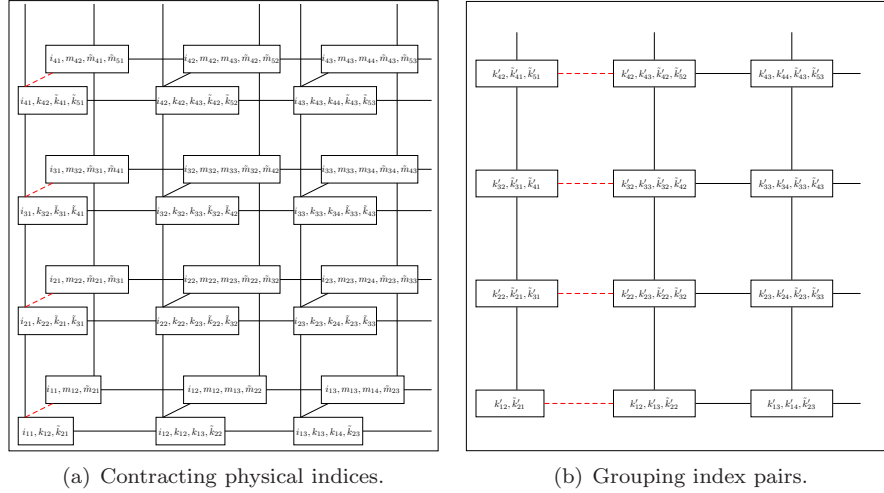 i₄₁, m₄₂, m̃₄₁, m̃₅₁ i₄₂, m₄₂, m₄₃, m̃₄₂, m̃₅₂ i₄₃, m₄₃, m₄₄, m̃₄₃, m̃₅₃
i₄₁, k₄₂, k̃₄₁, k̃₅₁ i₄₂, k₄₂, k₄₃, k̃₄₂, k̃₅₂ i₄₃, k₄₃, k₄₄, k̃₄₃, k̃₅₃
i₃₁, m₃₂, m̃₃₁, m̃₄₁ i₃₂, m₃₂, m₃₃, m̃₃₂, m̃₄₂ i₃₃, m₃₃, m₃₄, m̃₃₃, m̃₄₃
i₃₁, k₃₂, k̃₃₁, k̃₄₁ i₃₂, k₃₂, k₃₃, k̃₃₂, k̃₄₂ i₃₃, k₃₃, k₃₄, k̃₃₃, k̃₄₃
i₂₁, m₂₂, m̃₂₁, m̃₃₁ i₂₂, m₂₂, m₂₃, m̃₂₂, m̃₃₂ i₂₃, m₂₃, m₂₄, m̃₂₃, m̃₃₃
i₂₁, k₂₂, k̃₂₁, k̃₃₁ i₂₂, k₂₂, k₂₃, k̃₂₂, k̃₃₂ i₂₃, k₂₃, k₂₄, k̃₂₃, k̃₃₃
i₁₁, m₁₂, m̃₂₁ i₁₂, m₁₂, m₁₃, m̃₂₂ i₁₃, m₁₃, m₁₄, m̃₂₃
i₁₁, k₁₂, k̃₂₁ i₁₂, k₁₂, k₁₃, k̃₂₂ i₁₃, k₁₃, k₁₄, k̃₂₃
(a) Contracting physical indices.
k′₄₂, k̃′₄₁, k̃′₅₁ k′₄₂, k′₄₃, k̃′₄₂, k̃′₅₂ k′₄₃, k′₄₄, k̃′₄₃, k̃′₅₃
k′₃₂, k̃′₃₁, k̃′₄₁ k′₃₂, k′₃₃, k̃′₃₂, k̃′₄₂ k′₃₃, k′₃₄, k̃′₃₃, k̃′₄₃
k′₂₂, k̃′₂₁, k̃′₃₁ k′₂₂, k′₂₃, k̃′₂₂, k̃′₃₂ k′₂₃, k′₂₄, k̃′₂₃, k̃′₃₃
k′₁₂, k̃′₂₁ k′₁₂, k′₁₃, k̃′₂₂ k′₁₃, k′₁₄, k̃′₂₃
(b) Grouping index pairs.